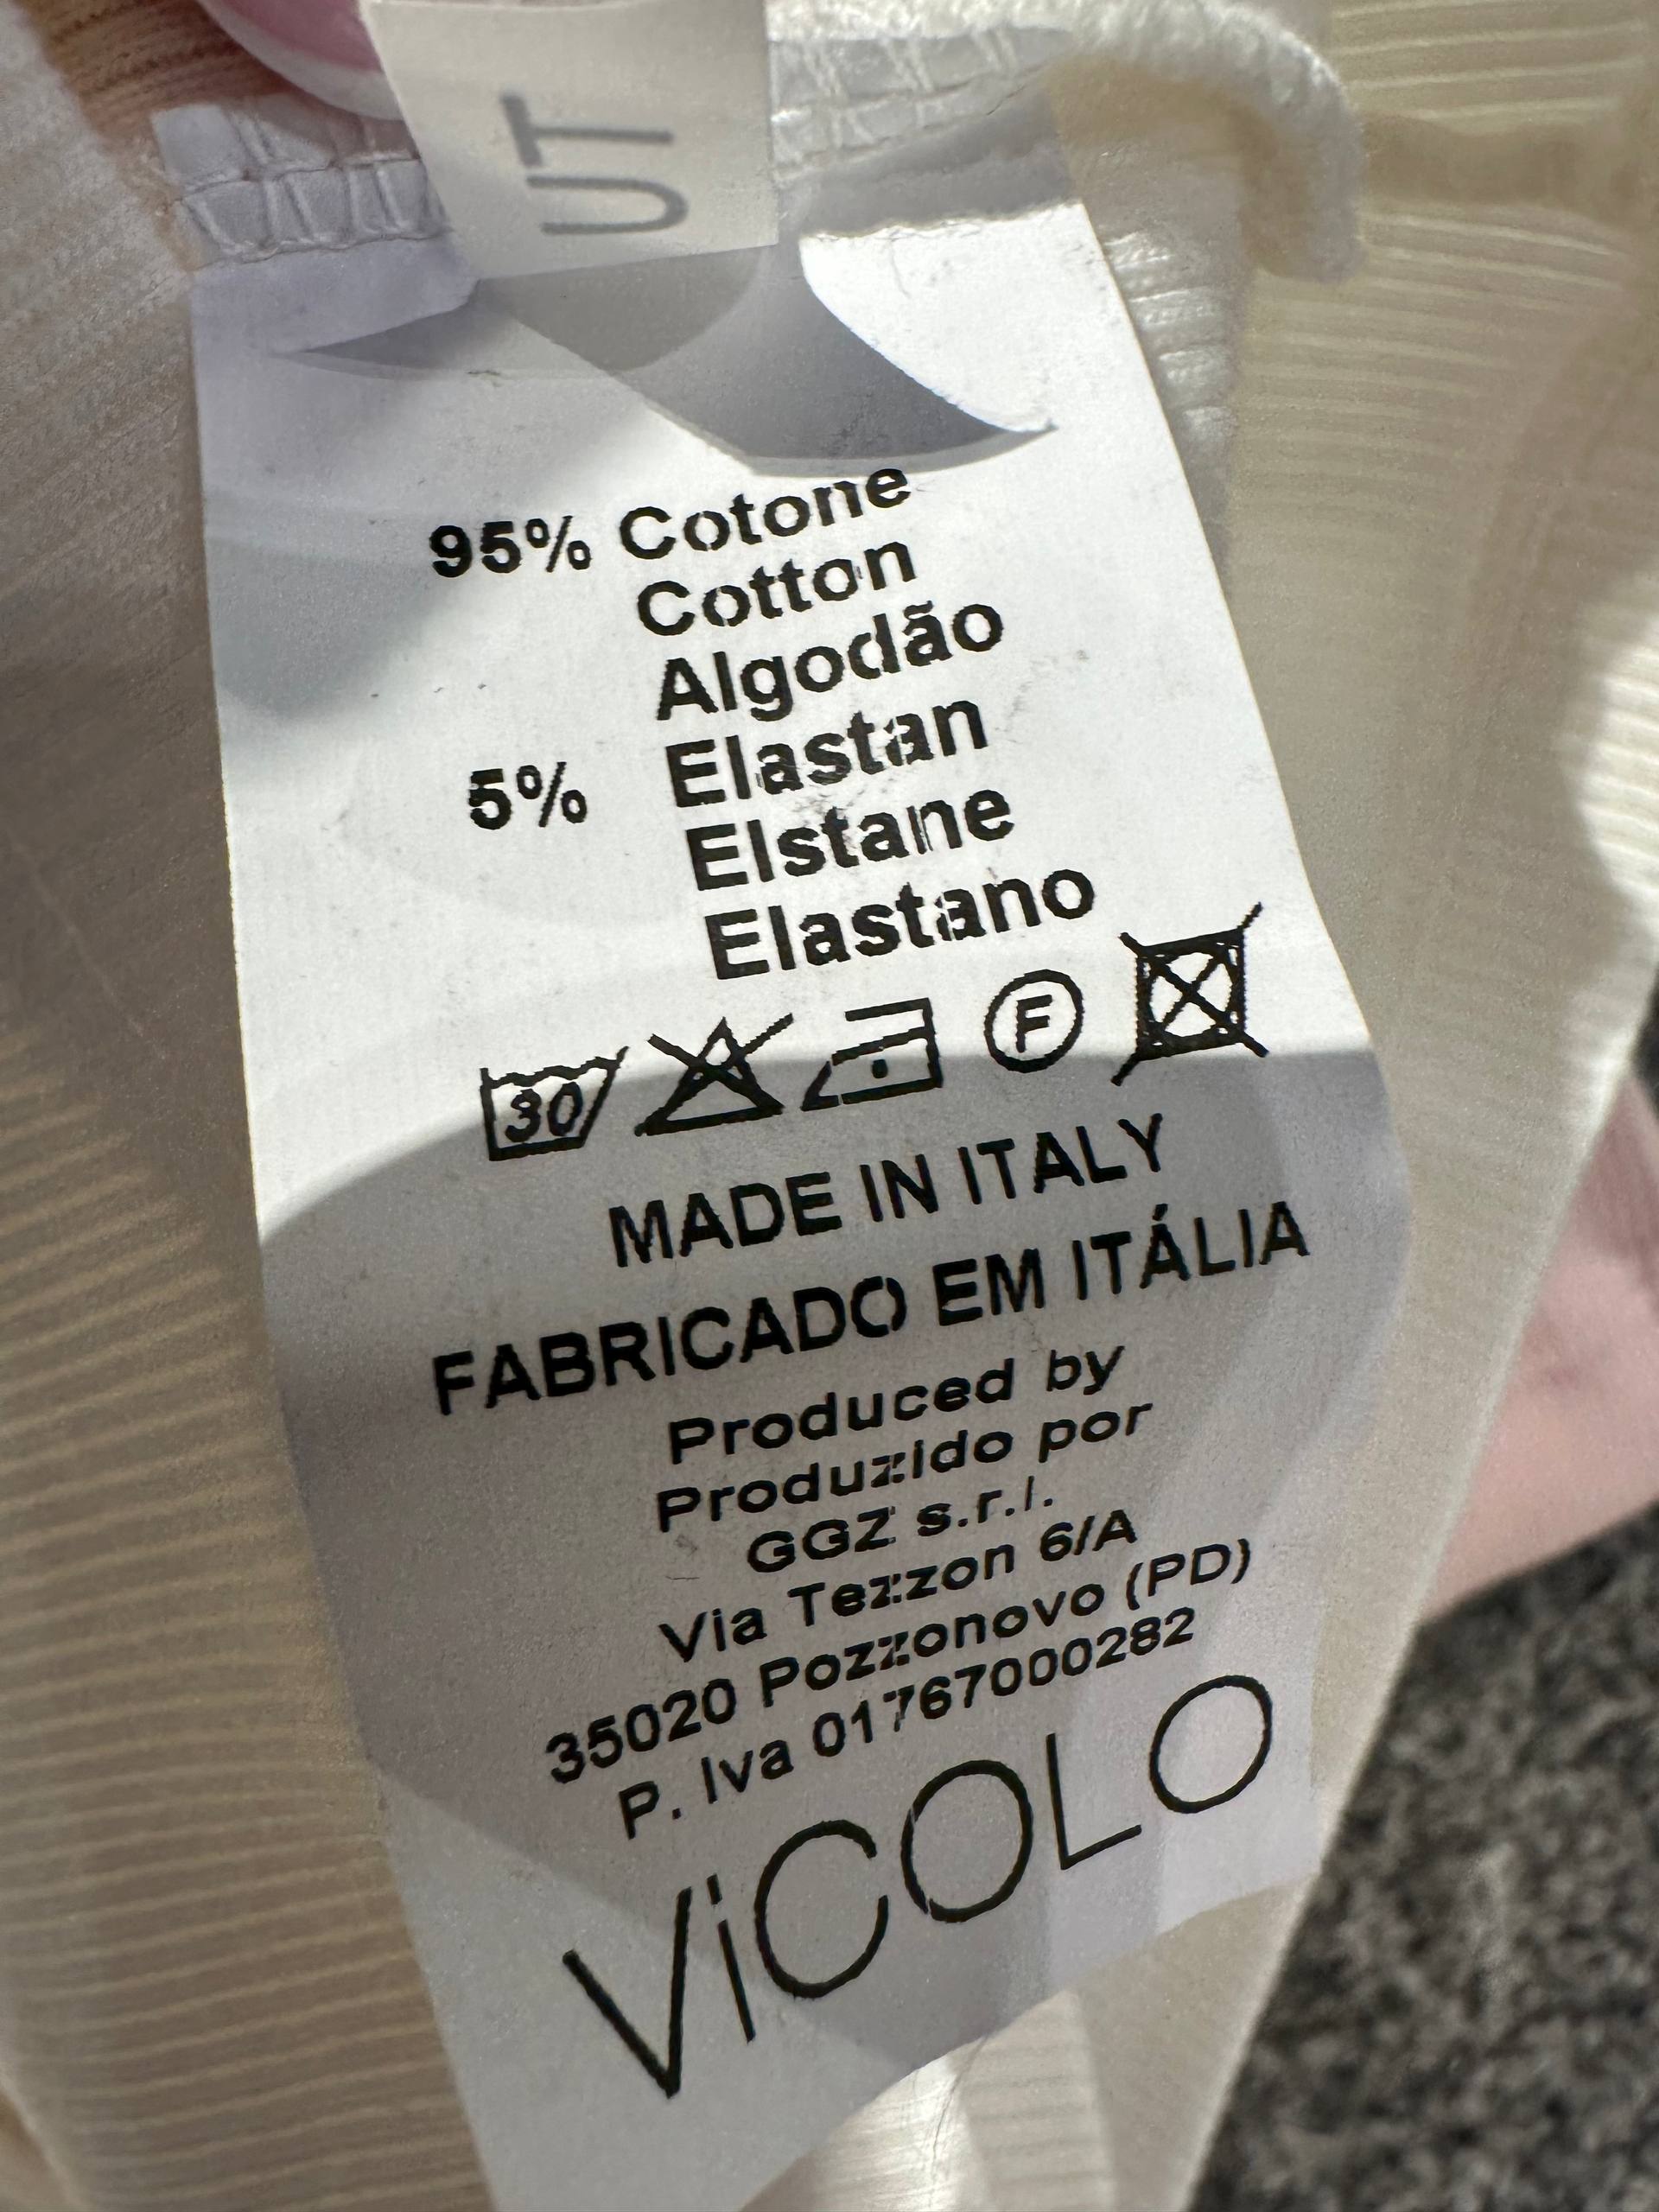 UT
95% Cotone
Cotton
Algodão
5% Elastan
Elstane
Elastano
30 F
MADE IN ITALY
FABRICADO EM ITÁLIA
Produced by
Produzido por
GGZ s.r.l.
Via Tezzon 6/A
35020 Pozzonovo (PD)
P. Iva 01767000282
ViCOLO